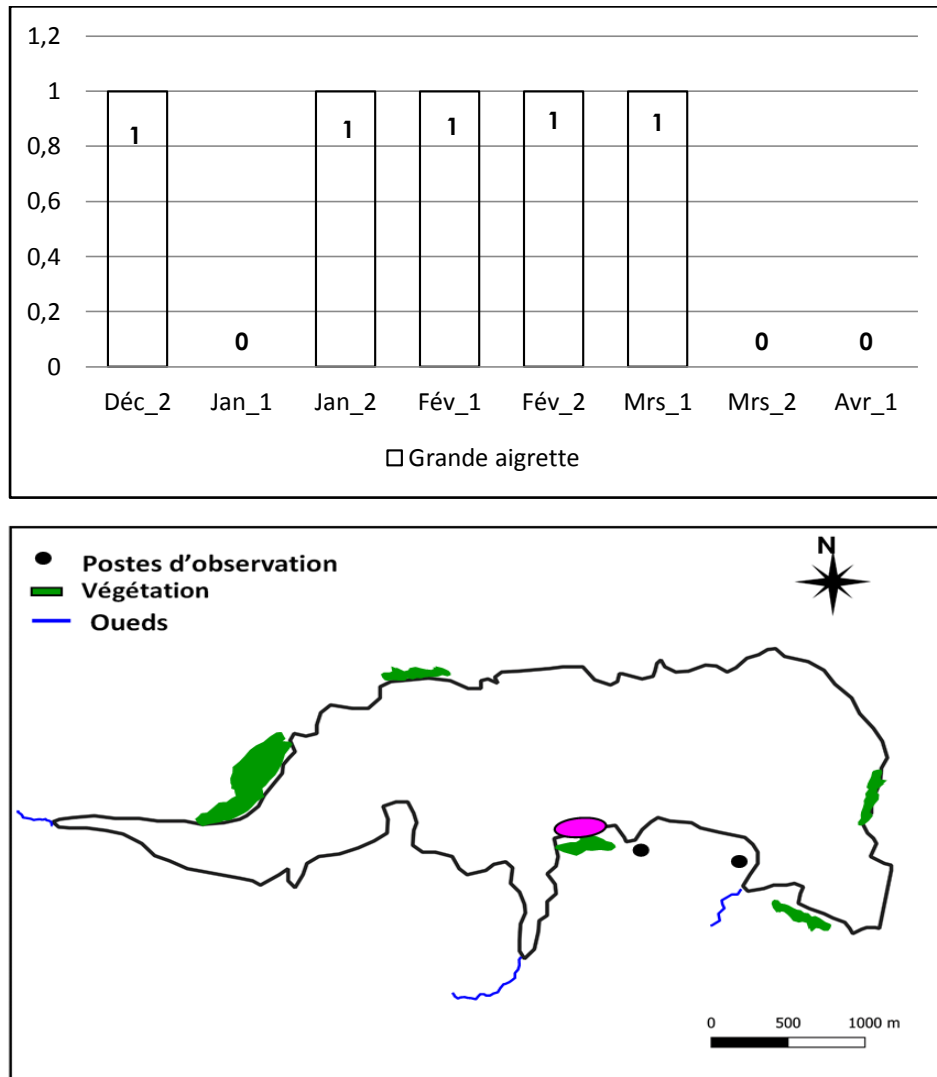 1,2
1
0,8
0,6
0,4
0,2
0
1 0 1 1 1 1 0 0
Déc_2 Jan_1 Jan_2 Fév_1 Fév_2 Mrs_1 Mrs_2 Avr_1
Grande aigrette
Postes d'observation
Végétation
Oueds
N
0 500 1000 m